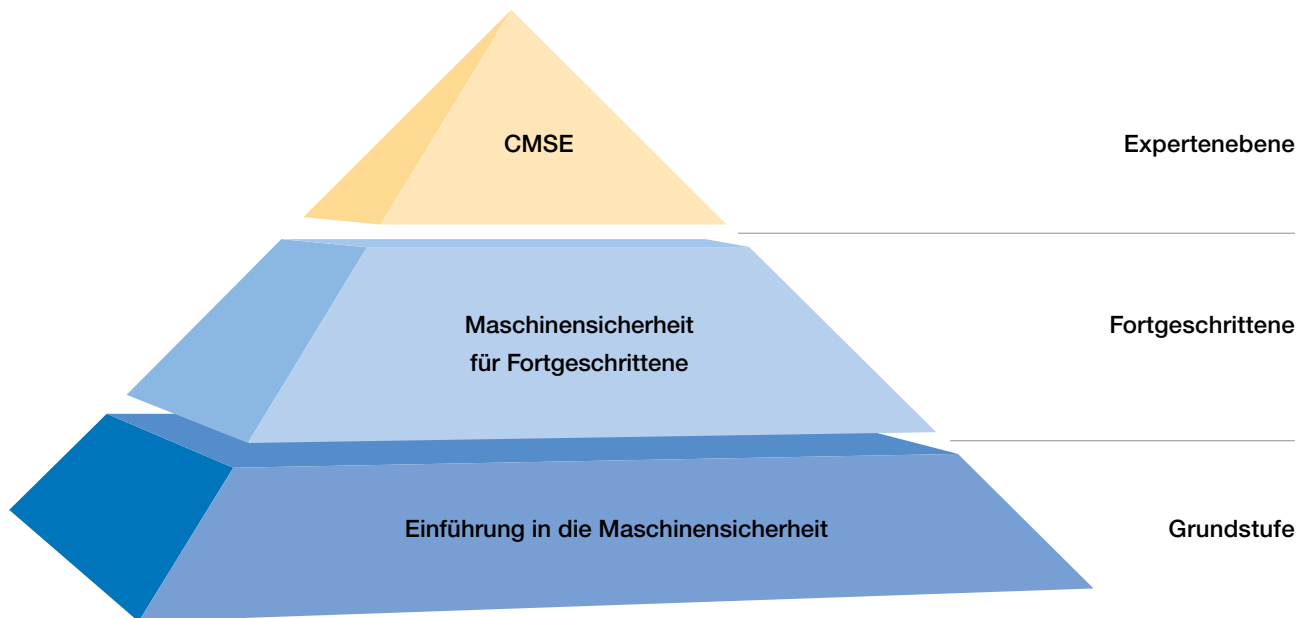 CMSE
Expertenebene
Maschinensicherheit
für Fortgeschrittene
Fortgeschrittene
Einführung in die Maschinensicherheit
Grundstufe